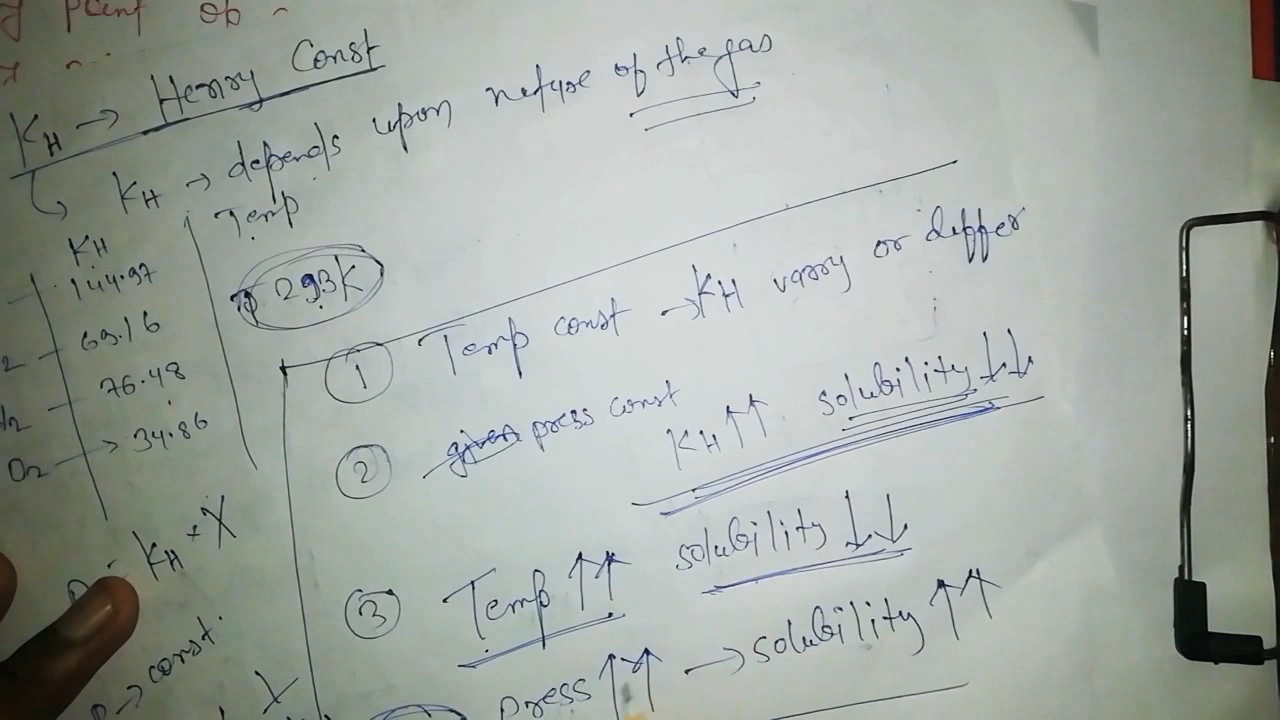 point of
KH → Henry Const
KH → depends upon nature of the gas
Temp
KH
144.97
69.16
76.48
O2 → 34.86
293K
① Temp const → KH varry or differ
② press const KH ↑↑ solubility ↓↓
③ Temp ↑↑ solubility ↓↓
press ↑↑ → solubility ↑↑
KH * X
→ const.
X